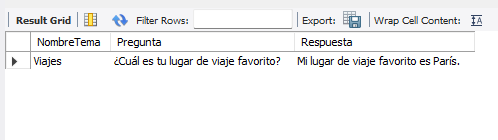 Result Grid Filter Rows: Export: Wrap Cell Content:
NombreTema Pregunta Respuesta
Viajes ¿Cuál es tu lugar de viaje favorito? Mi lugar de viaje favorito es París.